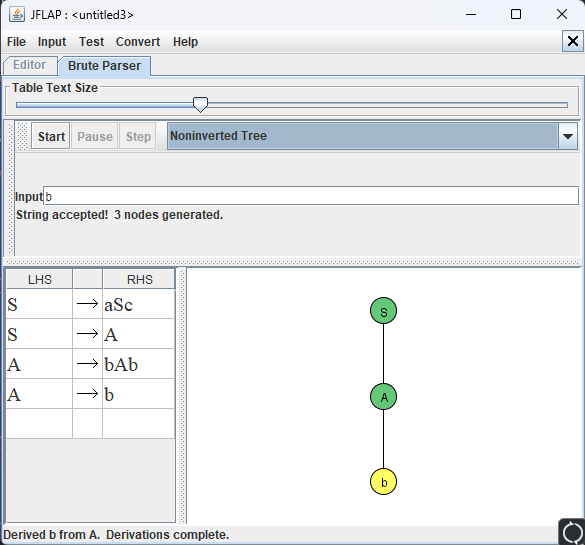 JFLAP : <untitled3>
File Input Test Convert Help
Editor Brute Parser
Table Text Size
Start Pause Step Noninverted Tree
Input b
String accepted! 3 nodes generated.
LHS RHS
S → aSc
S → A
A → bAb
A → b
S
A
b
Derived b from A. Derivations complete.